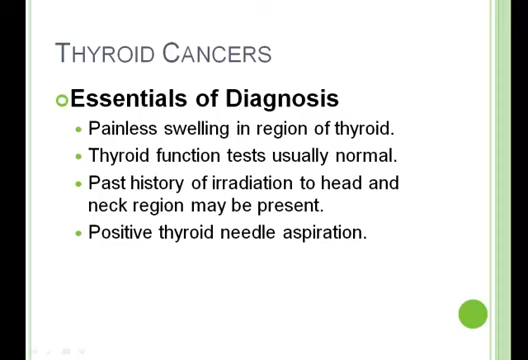 THYROID CANCERS
Essentials of Diagnosis
Painless swelling in region of thyroid.
Thyroid function tests usually normal.
Past history of irradiation to head and
neck region may be present.
Positive thyroid needle aspiration.